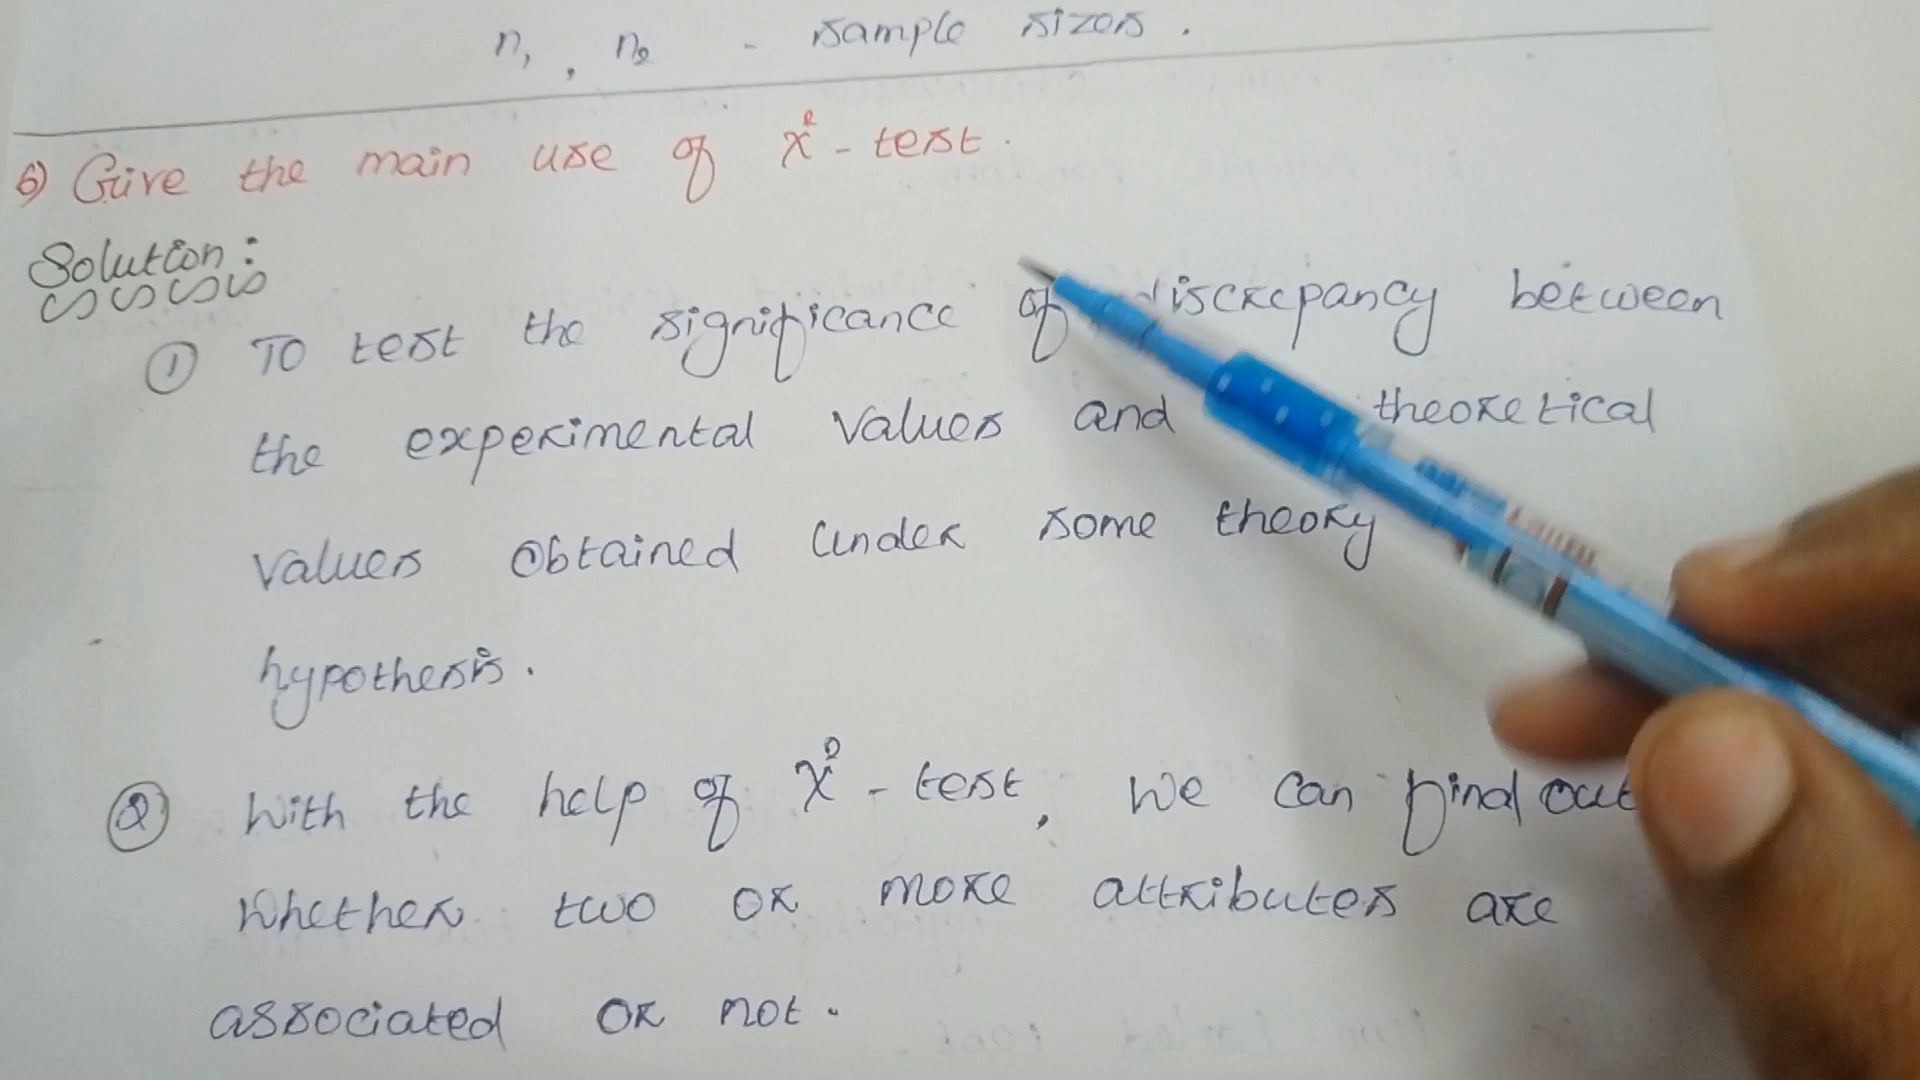 n₁, n₂ - sample sizes.
6) Give the main use of χ² - test.
Solution:
① To test the significance of discrepancy between
the experimental values and theoretical
values obtained under some theory
hypothesis.
② With the help of χ² - test, we can find out
whether two or more attributes are
associated or not.